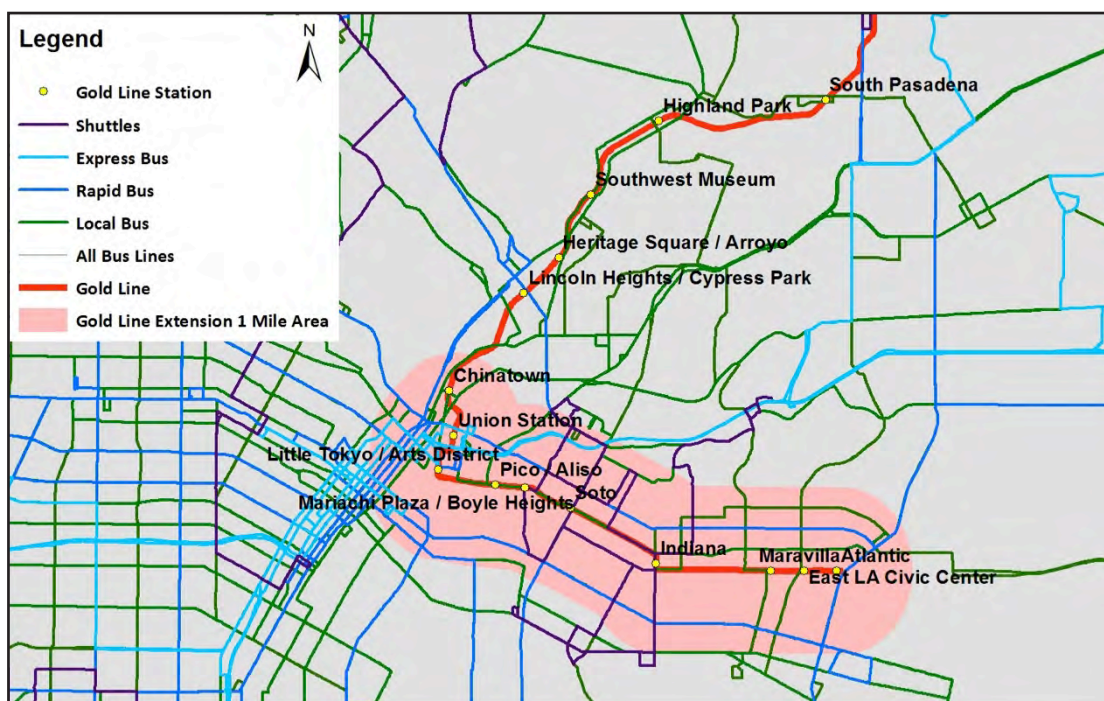 Legend
N
Gold Line Station
Shuttles
Express Bus
Rapid Bus
Local Bus
All Bus Lines
Gold Line
Gold Line Extension 1 Mile Area
South Pasadena
Highland Park
Southwest Museum
Heritage Square / Arroyo
Lincoln Heights / Cypress Park
Chinatown
Union Station
Little Tokyo / Arts District
Pico / Aliso
Mariachi Plaza / Boyle Heights
Soto
Indiana
Maravilla
Atlantic
East LA Civic Center